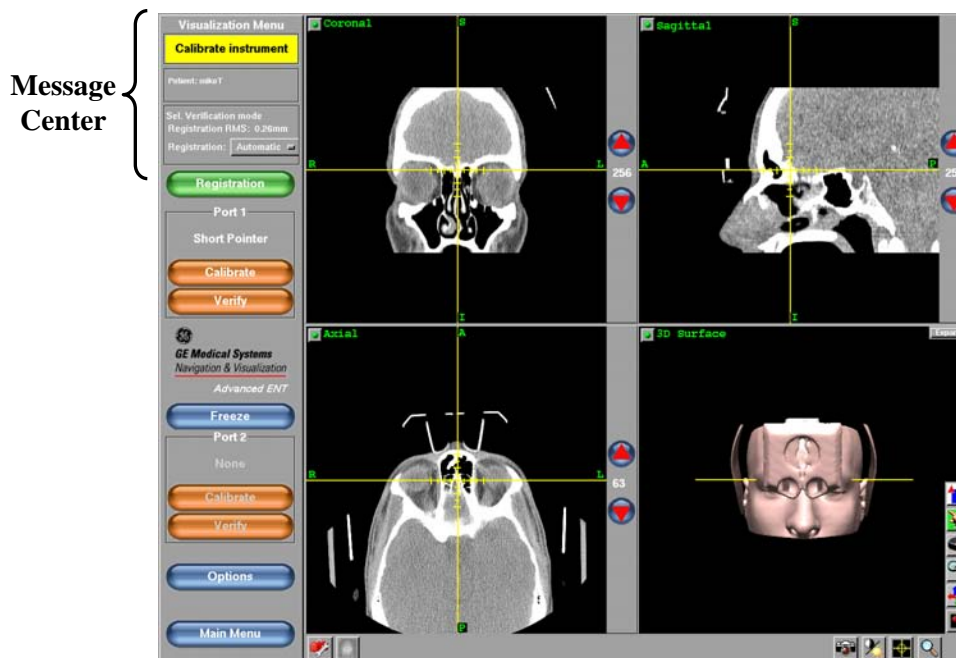 Message
Center
Visualization Menu
Calibrate instrument
Patient: mikeT
Sel. Verification mode
Registration RMS: 0.26mm
Registration: Automatic
Registration
Port 1
Short Pointer
Calibrate
Verify
GE Medical Systems
Navigation & Visualization
Advanced ENT
Freeze
Port 2
None
Calibrate
Verify
Options
Main Menu
Coronal
S
R
L
I
256
Sagittal
S
A
P
I
25
Axial
A
R
L
P
63
3D Surface